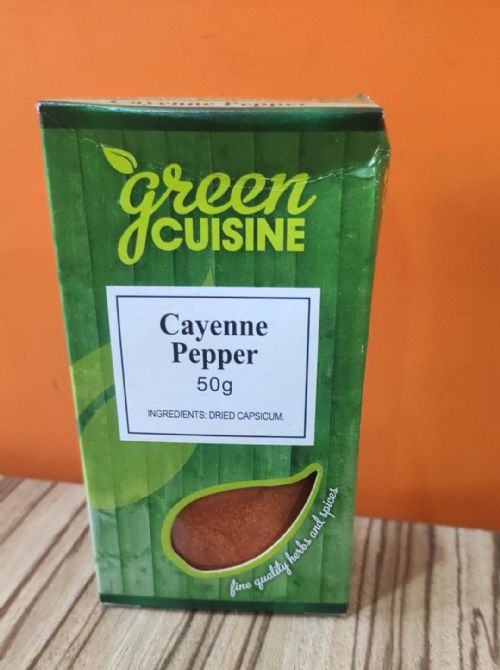 Cayenne Pepper
green
CUISINE
Cayenne
Pepper
50g
INGREDIENTS: DRIED CAPSICUM.
fine quality herbs and spices